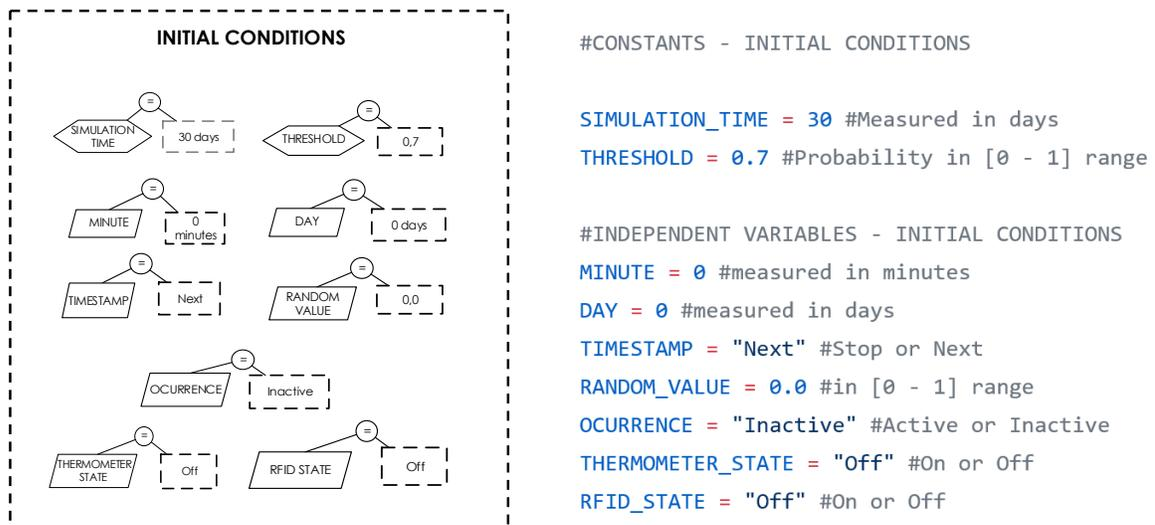 INITIAL CONDITIONS
=
SIMULATION
TIME
30 days
=
THRESHOLD
0,7
=
MINUTE
0
minutes
=
DAY
0 days
=
TIMESTAMP
Next
=
RANDOM
VALUE
0,0
=
OCURRENCE
Inactive
=
THERMOMETER
STATE
Off
=
RFID STATE
Off
#CONSTANTS - INITIAL CONDITIONS
SIMULATION_TIME = 30 #Measured in days
THRESHOLD = 0.7 #Probability in [0 - 1] range
#INDEPENDENT VARIABLES - INITIAL CONDITIONS
MINUTE = 0 #measured in minutes
DAY = 0 #measured in days
TIMESTAMP = "Next" #Stop or Next
RANDOM_VALUE = 0.0 #in [0 - 1] range
OCURRENCE = "Inactive" #Active or Inactive
THERMOMETER_STATE = "Off" #On or Off
RFID_STATE = "Off" #On or Off